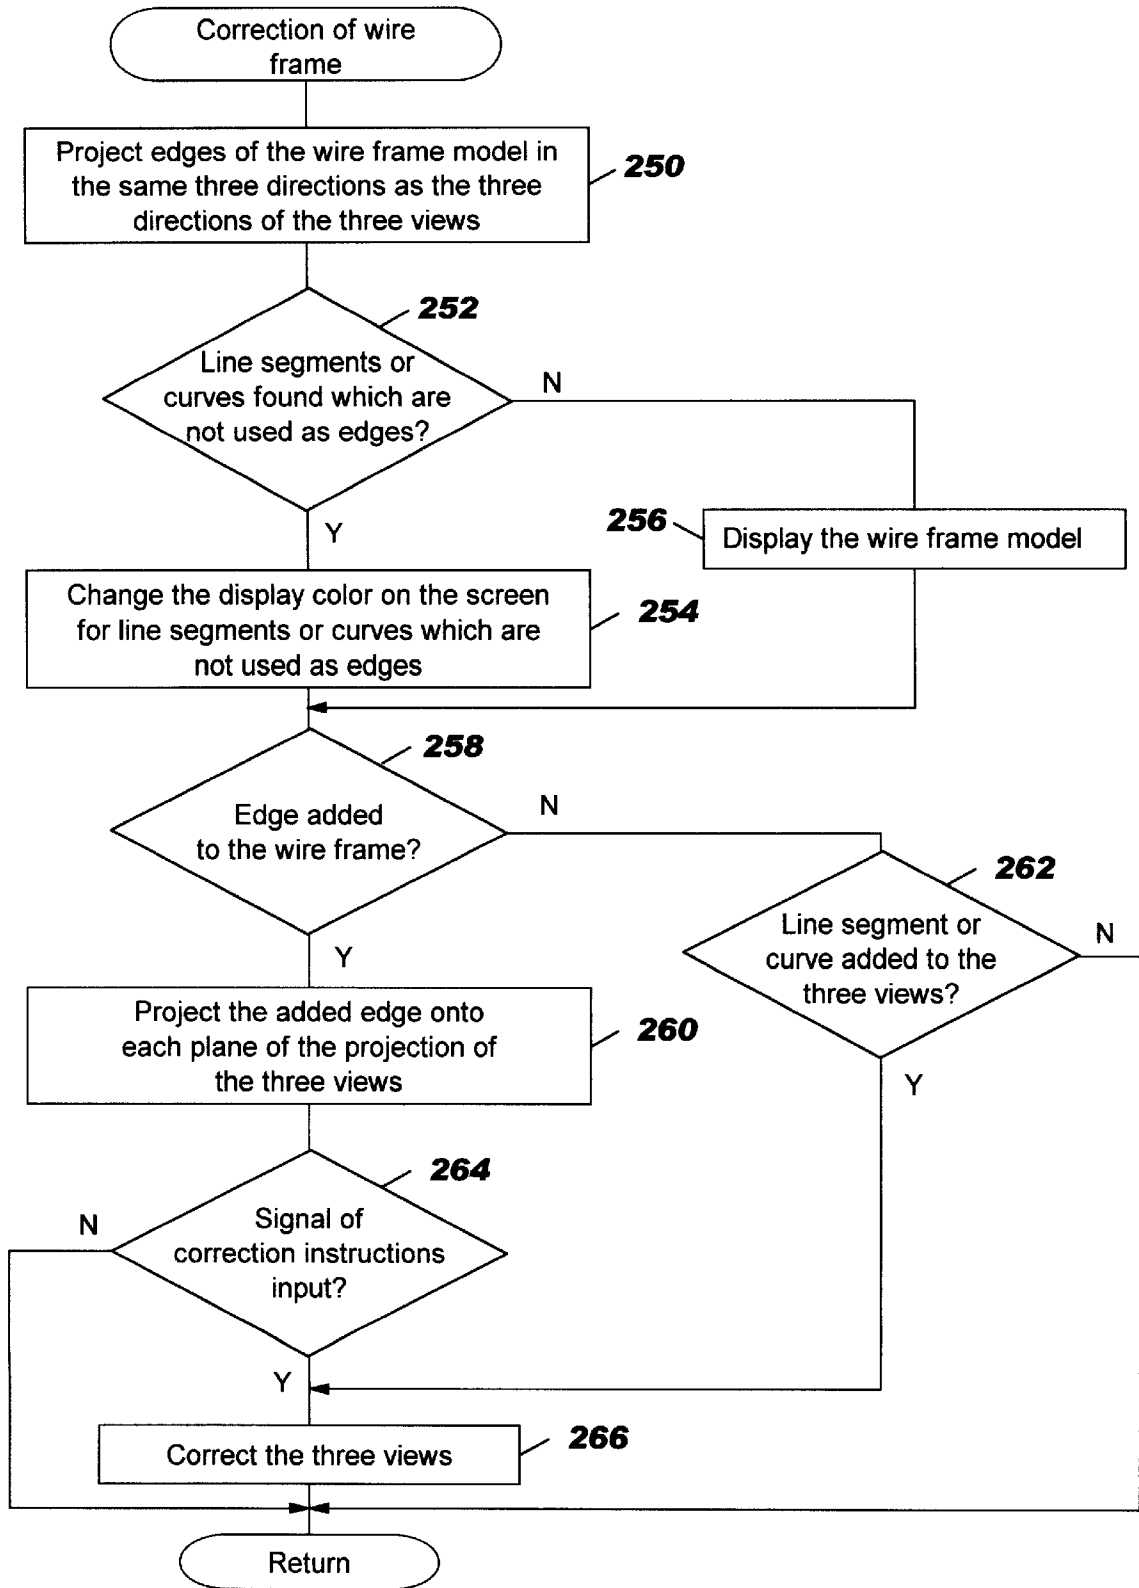 Correction of wire
frame
Project edges of the wire frame model in
the same three directions as the three
directions of the three views
250
252
Line segments or
curves found which are
not used as edges?
N
Y
256
Display the wire frame model
Change the display color on the screen
for line segments or curves which are
not used as edges
254
258
Edge added
to the wire frame?
N
Y
262
Line segment or
curve added to the
three views?
N
Y
Project the added edge onto
each plane of the projection of
the three views
260
264
Signal of
correction instructions
input?
N
Y
Correct the three views
266
Return